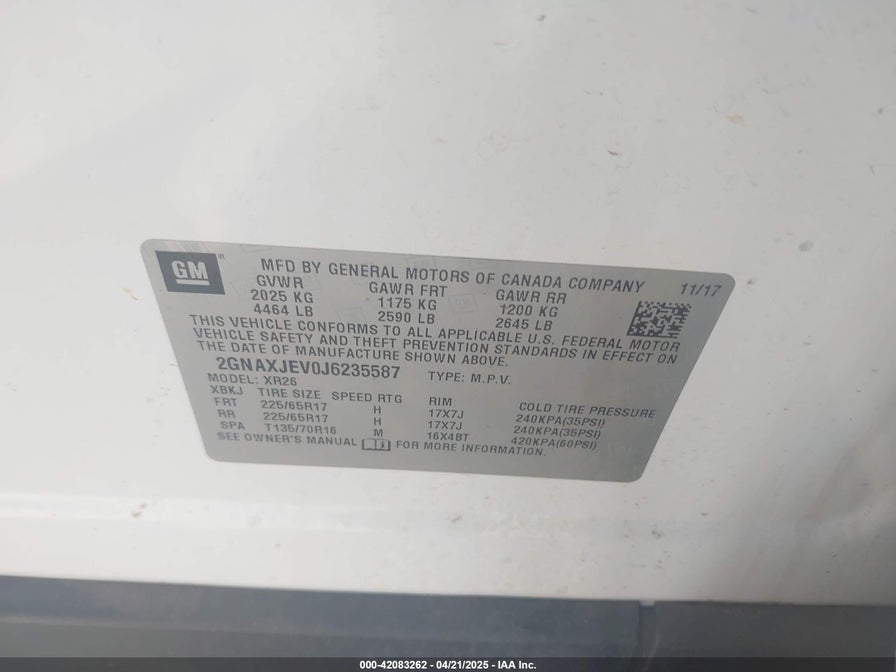 GM
MFD BY GENERAL MOTORS OF CANADA COMPANY 11/17
GVWR GAWR FRT GAWR RR
2025 KG 1175 KG 1200 KG
4464 LB 2590 LB 2645 LB
THIS VEHICLE CONFORMS TO ALL APPLICABLE U.S. FEDERAL MOTOR
VEHICLE SAFETY AND THEFT PREVENTION STANDARDS IN EFFECT ON
THE DATE OF MANUFACTURE SHOWN ABOVE.
2GNAXJEV0J6235587 TYPE: M.P.V.
MODEL: XR26
XBKJ TIRE SIZE SPEED RTG RIM COLD TIRE PRESSURE
FRT 225/65R17 H 17X7J 240KPA(35PSI)
RR 225/65R17 H 17X7J 240KPA(35PSI)
SPA T135/70R16 M 16X4BT 420KPA(60PSI)
SEE OWNER'S MANUAL FOR MORE INFORMATION.
000-42083262 - 04/21/2025 - IAA Inc.